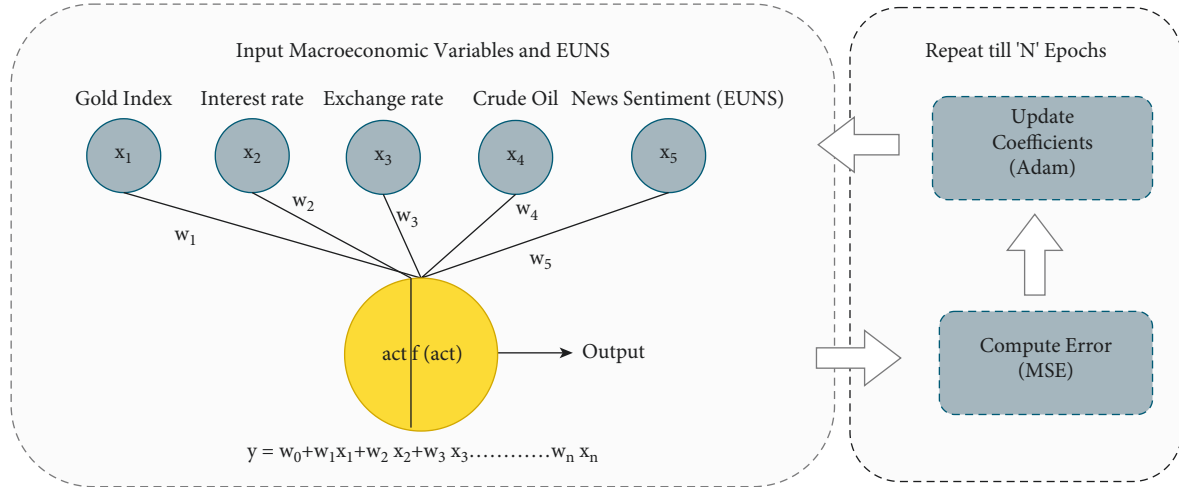 Input Macroeconomic Variables and EUNS
Gold Index
Interest rate
Exchange rate
Crude Oil
News Sentiment (EUNS)
x₁
x₂
x₃
x₄
x₅
w₁
w₂
w₃
w₄
w₅
act f (act)
Output
y = w₀+w₁x₁+w₂ x₂+w₃ x₃…………wₙ xₙ
Repeat till 'N' Epochs
Update
Coefficients
(Adam)
Compute Error
(MSE)